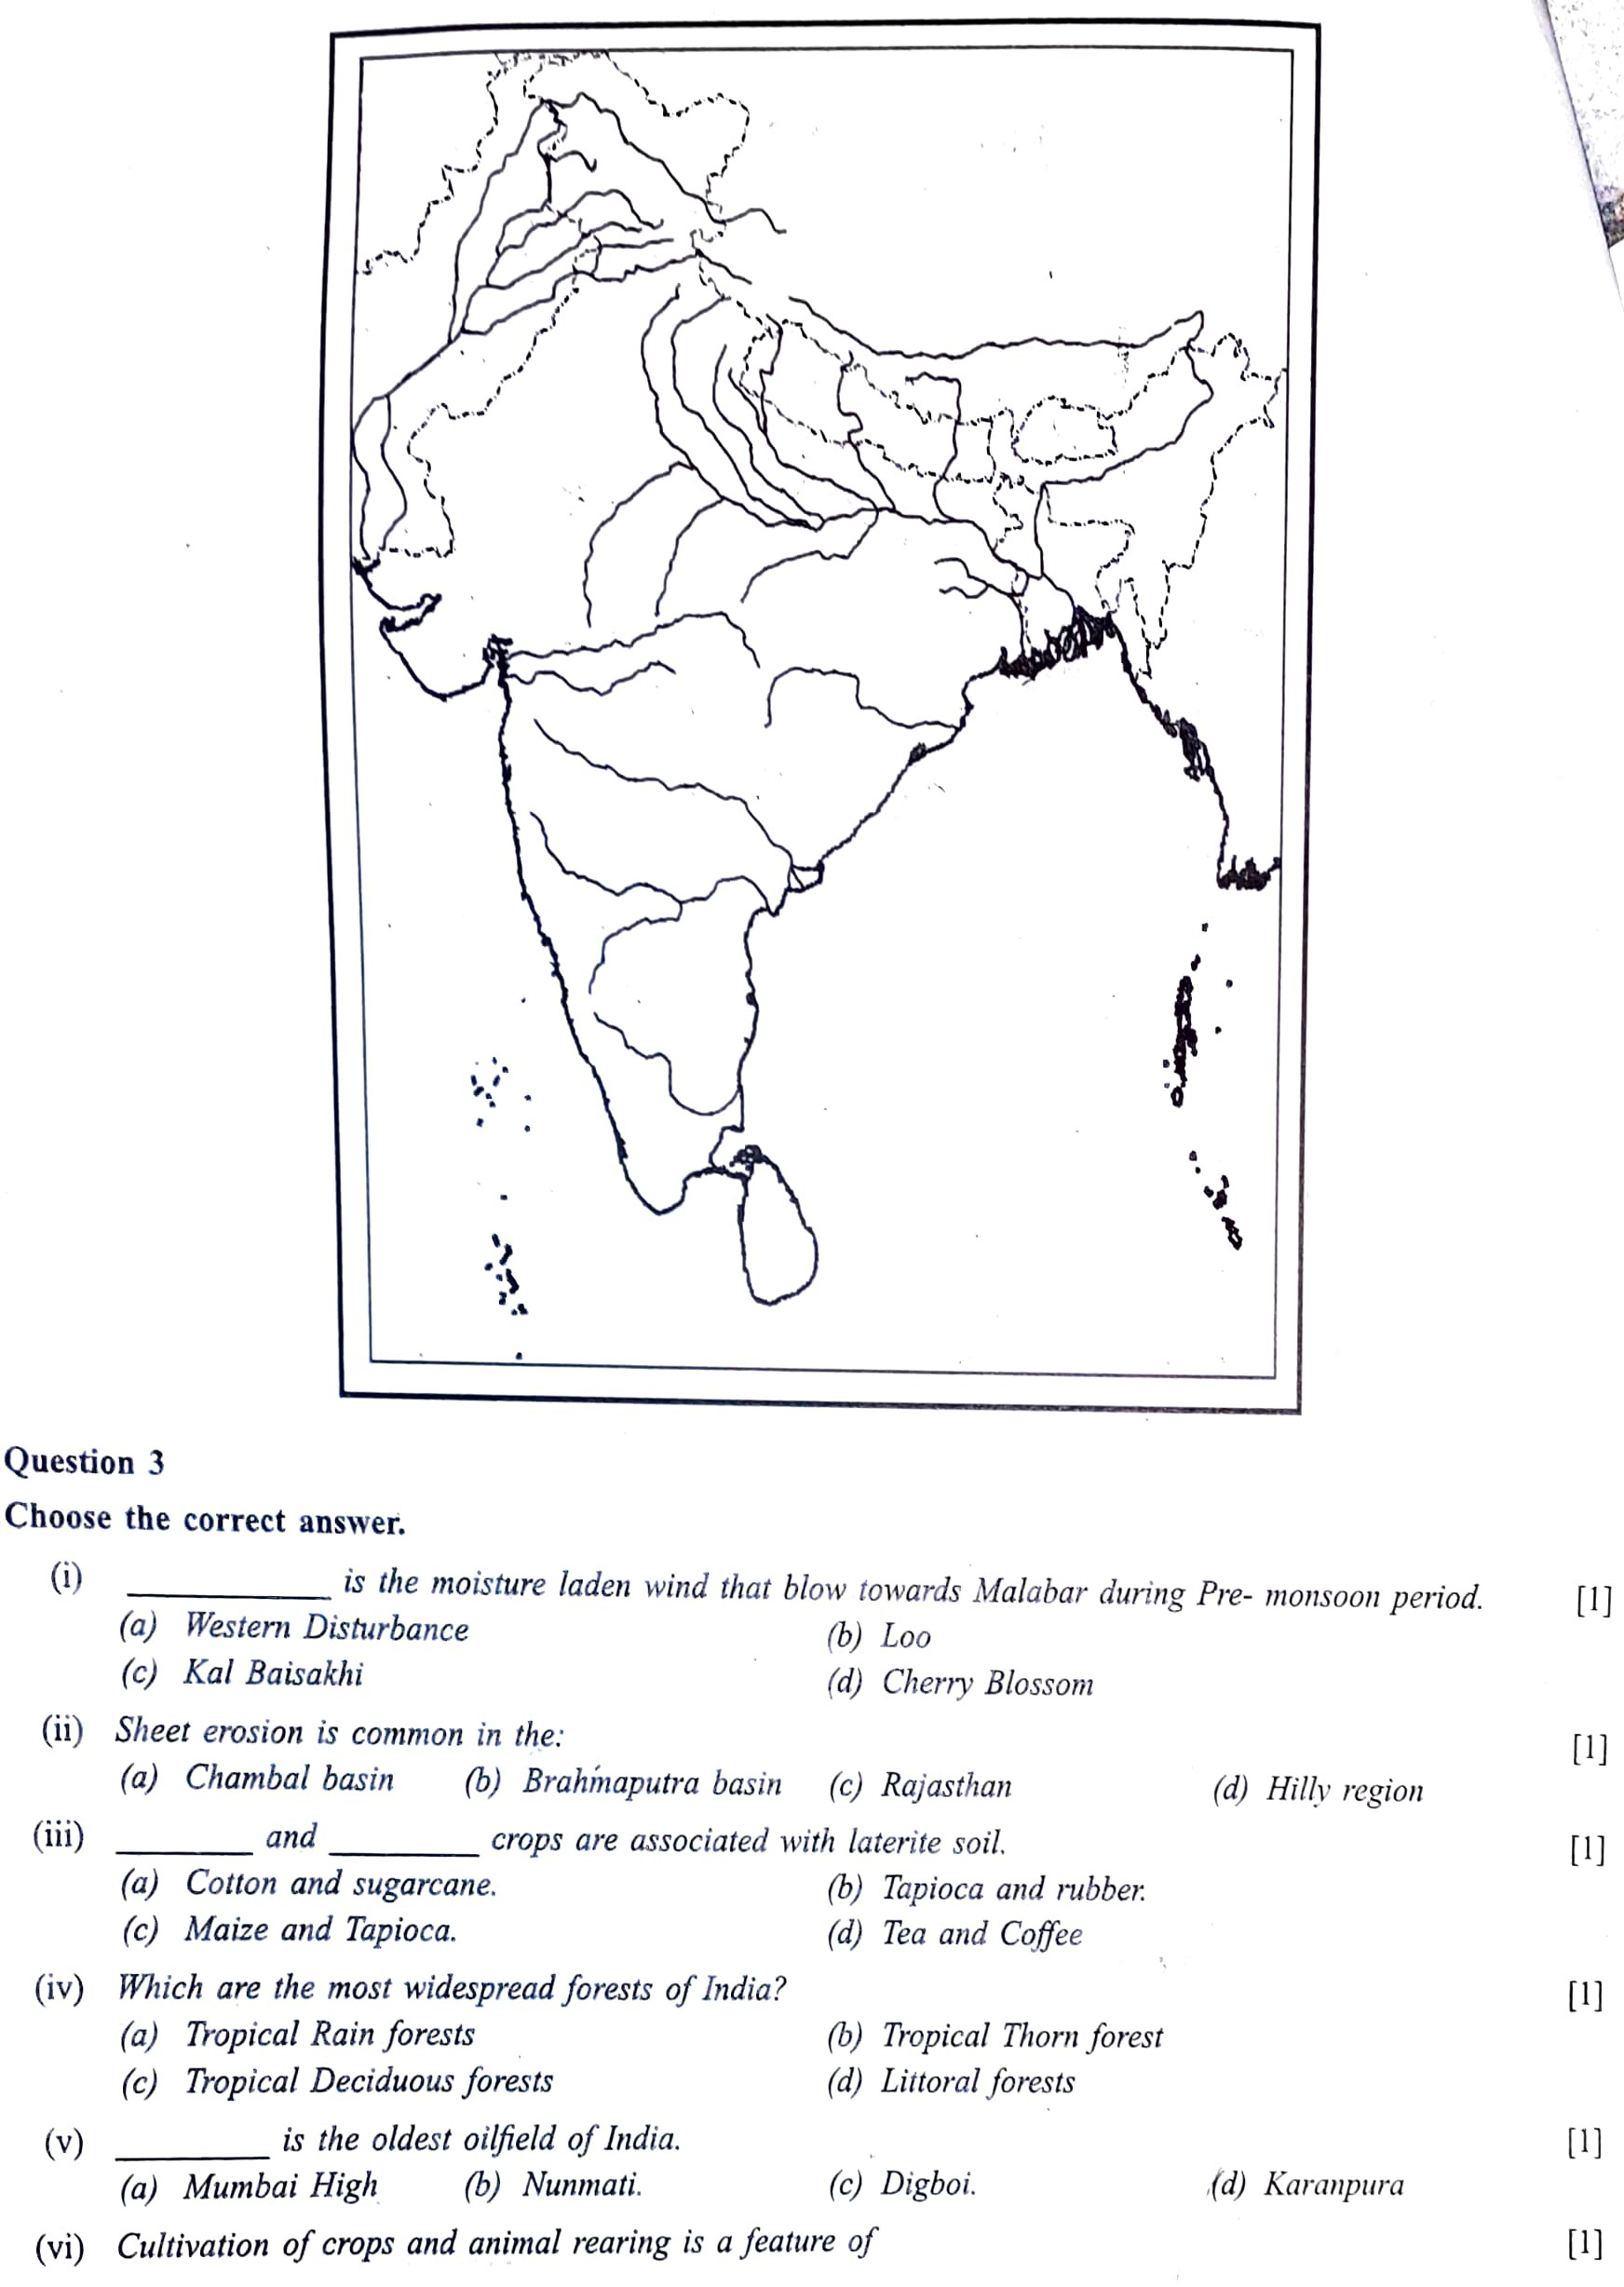 Question 3
Choose the correct answer.
(i) __________ is the moisture laden wind that blow towards Malabar during Pre- monsoon period. [1]
(a) Western Disturbance (b) Loo
(c) Kal Baisakhi (d) Cherry Blossom
(ii) Sheet erosion is common in the: [1]
(a) Chambal basin (b) Brahmaputra basin (c) Rajasthan (d) Hilly region
(iii) ________ and ________ crops are associated with laterite soil. [1]
(a) Cotton and sugarcane. (b) Tapioca and rubber.
(c) Maize and Tapioca. (d) Tea and Coffee
(iv) Which are the most widespread forests of India? [1]
(a) Tropical Rain forests (b) Tropical Thorn forest
(c) Tropical Deciduous forests (d) Littoral forests
(v) ________ is the oldest oilfield of India. [1]
(a) Mumbai High (b) Nunmati. (c) Digboi. (d) Karanpura
(vi) Cultivation of crops and animal rearing is a feature of [1]